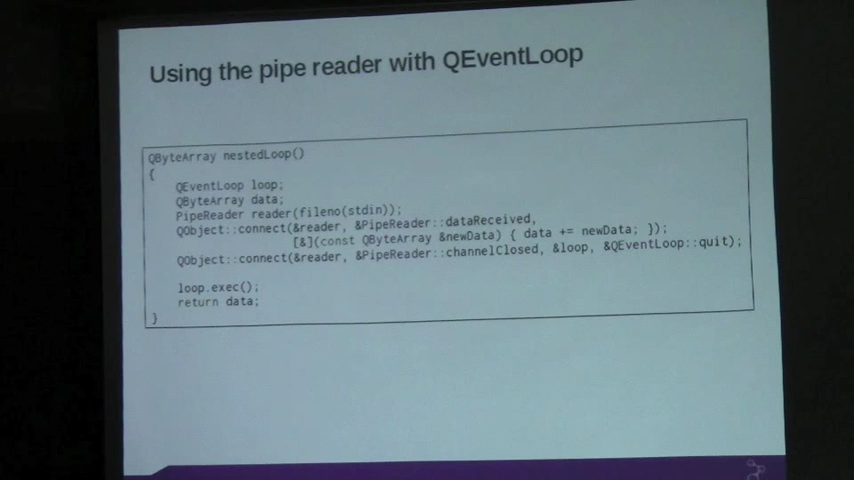 Using the pipe reader with QEventLoop
QByteArray nestedLoop()
{
    QEventLoop loop;
    QByteArray data;
    PipeReader reader(fileno(stdin));
    QObject::connect(&reader, &PipeReader::dataReceived,
                     [&](const QByteArray &newData) { data += newData; });
    QObject::connect(&reader, &PipeReader::channelClosed, &loop, &QEventLoop::quit);
    loop.exec();
    return data;
}